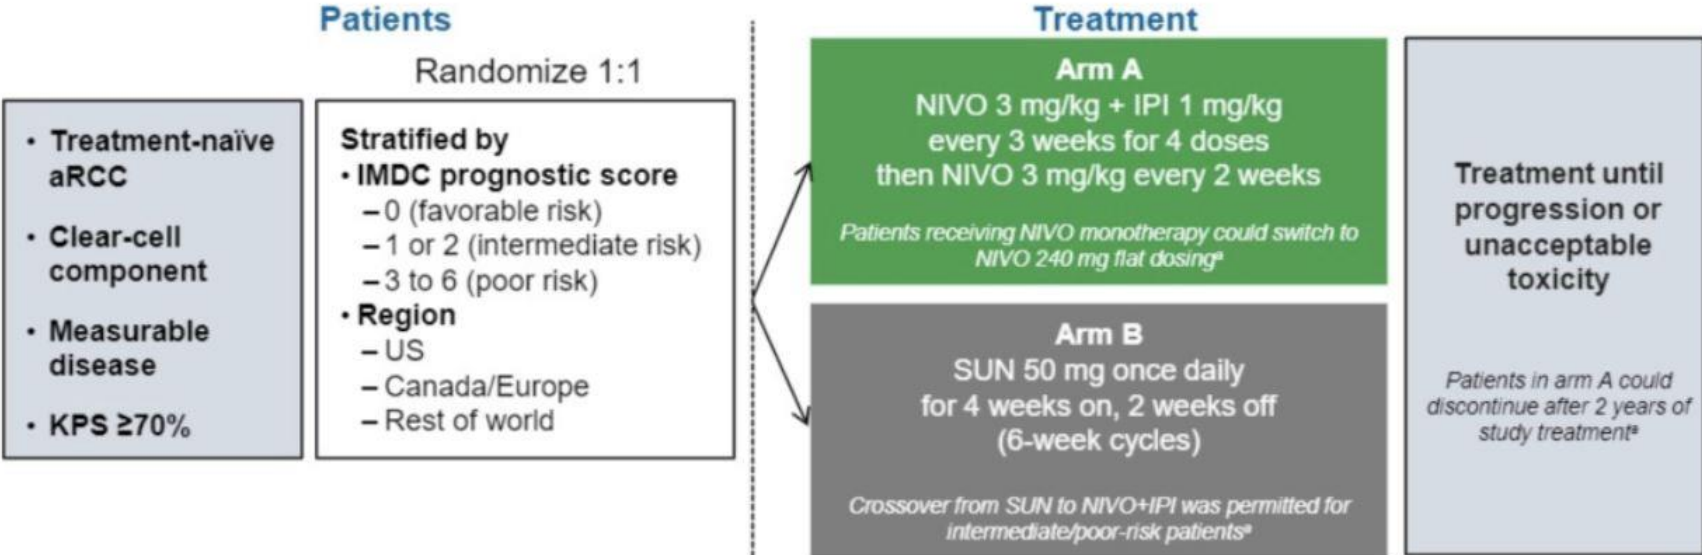 Patients
Treatment
Randomize 1:1
• Treatment-naïve
aRCC
• Clear-cell
component
• Measurable
disease
• KPS ≥70%
Stratified by
• IMDC prognostic score
– 0 (favorable risk)
– 1 or 2 (intermediate risk)
– 3 to 6 (poor risk)
• Region
– US
– Canada/Europe
– Rest of world
Arm A
NIVO 3 mg/kg + IPI 1 mg/kg
every 3 weeks for 4 doses
then NIVO 3 mg/kg every 2 weeks
Patients receiving NIVO monotherapy could switch to
NIVO 240 mg flat dosingª
Arm B
SUN 50 mg once daily
for 4 weeks on, 2 weeks off
(6-week cycles)
Crossover from SUN to NIVO+IPI was permitted for
intermediate/poor-risk patientsª
Treatment until
progression or
unacceptable
toxicity
Patients in arm A could
discontinue after 2 years of
study treatmentª